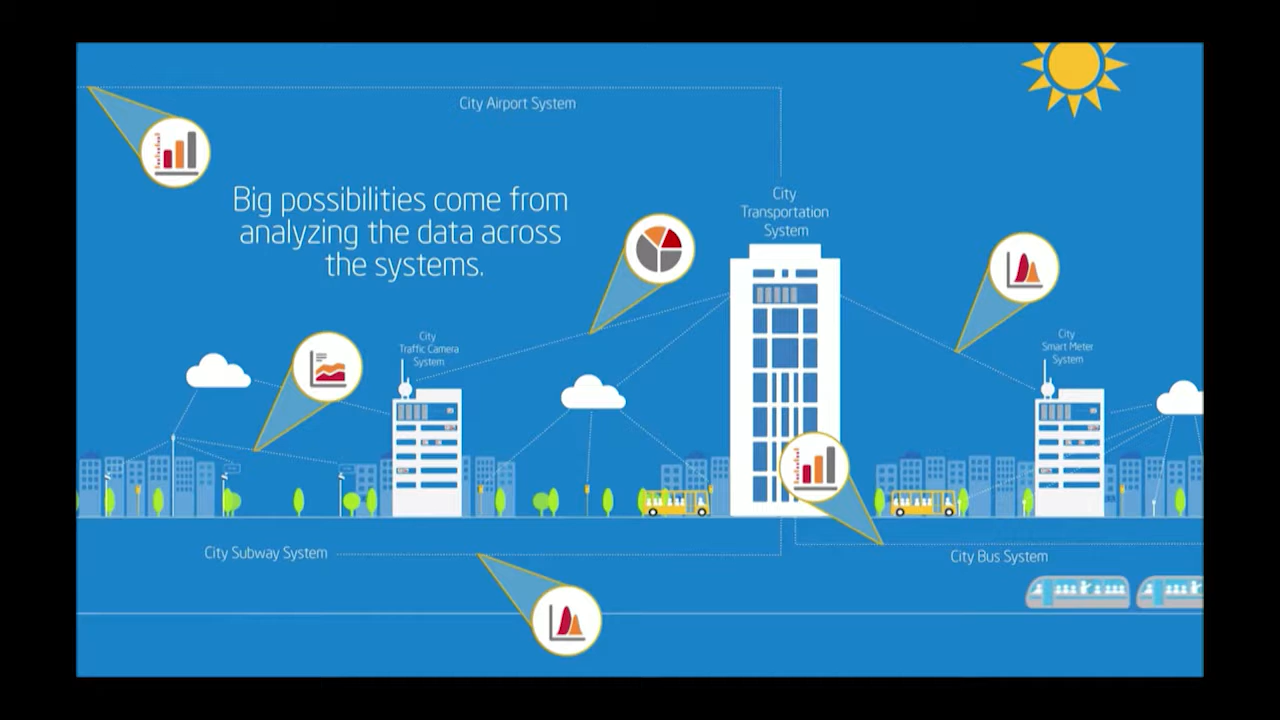 City Airport System
Big possibilities come from
analyzing the data across
the systems.
City
Transportation
System
City
Traffic Camera
System
City
Smart Meter
System
City Subway System
City Bus System